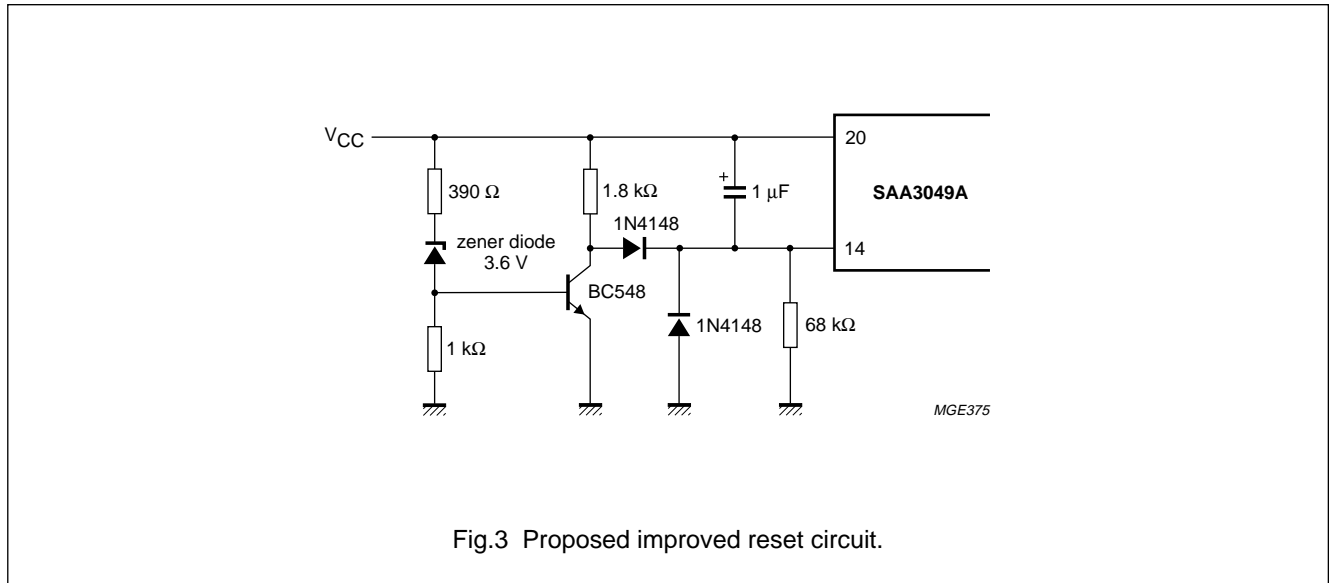 VCC
390 Ω
zener diode
3.6 V
1 kΩ
1.8 kΩ
1N4148
BC548
1N4148
+
1 μF
68 kΩ
20
SAA3049A
14
MGE375
Fig.3 Proposed improved reset circuit.